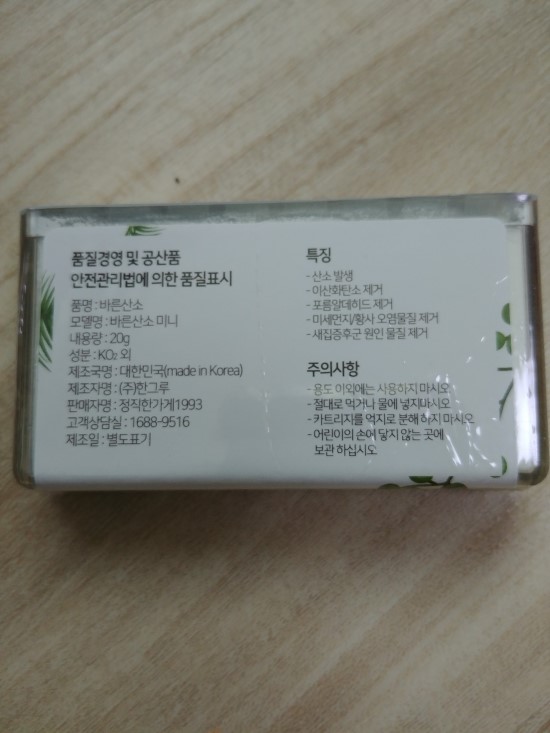 품질경영 및 공산품
안전관리법에 의한 품질표시
품명 : 바른산소
모델명 : 바른산소 미니
내용량 : 20g
성분 : KO₂ 외
제조국명 : 대한민국(made in Korea)
제조자명 : (주)한그루
판매자명 : 정직한가게1993
고객상담실 : 1688-9516
제조일 : 별도표기
특징
- 산소 발생
- 이산화탄소 제거
- 포름알데히드 제거
- 미세먼지/황사 오염물질 제거
- 새집증후군 원인 물질 제거
주의사항
- 용도 이외에는 사용하지 마시오
- 절대로 먹거나 물에 넣지마시오
- 카트리지를 억지로 분해 하지 마시오
- 어린이의 손에 닿지 않는 곳에
보관 하십시오